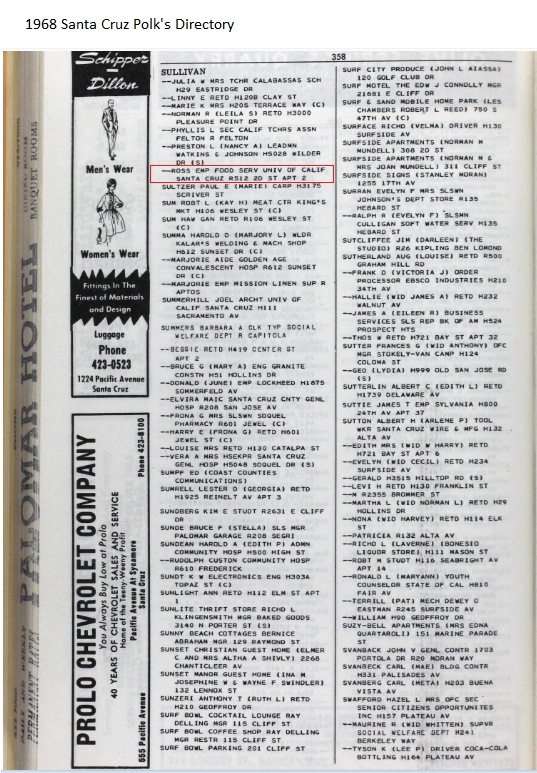 1968 Santa Cruz Polk's Directory
358
Schipper
Dillon
Men's Wear
Women's Wear
Fittings In The
Finest of Materials
and Design
Luggage
Phone
423-0523
1224 Pacific Avenue
Santa Cruz
PALOMAR HOTEL
BANQUET ROOMS
PROLO CHEVROLET COMPANY
You Always Buy Low at Prolo
40 YEARS OF CHEVROLET SALES AND SERVICE
Home of the Teeny-Weeny Profit
555 Pacific Avenue At Sycamore
Santa Cruz
Phone 423-4100
SULLIVAN
--JULIA W MRS TCHR CALABASSAS SCH
H29 EASTRIDGE DR
--LINNY E RETD H120B CLAY ST
--MARIE K MRS H205 TERRACE WAY (C)
--NORMAN R (LEILA S) RETD H3000
PLEASURE POINT DR
--PHYLLIS L SEC CALIF TCHRS ASSN
FELTON R FELTON
--PRESTON L (NANCY A) LEADMN
WATKINS & JOHNSON H5028 WILDER
DR (S)
--ROSS EMP FOOD SERV UNIV OF CALIF
SANTA CRUZ R512 2D ST APT 2
SULTZER PAUL E (MARIE) CARP H3175
SCRIVER ST
SUM ROBT L (KAY H) MEAT CTR KING'S
MKT H106 WESLEY ST (C)
SUM HAW GAN RETD R106 WESLEY ST
(C)
SUMMA HAROLD D (MARJORY L) WLDR
KALAR'S WELDING & MACH SHOP
H612 SUNSET DR (C)
--MARJORIE AIDE GOLDEN AGE
CONVALESCENT HOSP R612 SUNSET
DR (C)
--MARJORIE EMP MISSION LINEN SUP R
APTOS
SUMMERHILL JOEL ARCHT UNIV OF
CALIF SANTA CRUZ H111
SACRAMENTO AV
SUMMERS BARBARA A CLK TYP SOCIAL
WELFARE DEPT R CAPITOLA
--BESSIE RETD H419 CENTER ST
APT 2
--BRUCE G (MARY A) ENG GRANITE
CONSTN H51 HOLLINS DR
--DONALD (JUNE) EMP LOCKHEED H1875
SOMMERFELD AV
--ELVIRA MAIC SANTA CRUZ CNTY GENL
HOSP R208 SAN JOSE AV
--FRONA G MRS SLSWN SOQUEL
PHARMACY R601 JEWEL (C)
--HARRY E (FRONA G) RETD H601
JEWEL ST (C)
--LOUISE MRS RETD H130 CATALPA ST
--VERA A MRS HSEKPR SANTA CRUZ
GENL HOSP H5048 SOQUEL DR (S)
SUMPF ED (COAST COUNTIES
COMMUNICATIONS)
SUMRELL LESTER D (GEORGIA) RETD
H1925 REINELT AV APT 3
SUNDBERG KIM E STUDT R2631 E CLIFF
DR
SUNDE BRUCE P (STELLA) SLS MGR
PALOMAR GARAGE R208 SEGRI
SUNDEAN HAROLD A (EDITH P) ADMN
COMMUNITY HOSP H500 HIGH ST
--RUDOLPH CUSTON COMMUNITY HOSP
R610 FREDERICK
SUNDT K W ELECTRONICS ENG H303A
TOPAZ ST (C)
SUNLIGHT ANN RETD H112 ELM ST APT
1
SUNLITE THRIFT STORE RICHD L
KLINGENSMITH MGR BAKED GOODS
3140 N PORTER ST (S)
SUNNY BEACH COTTAGES BERNICE
ABRAHAM MGR 129 RAYMOND ST
SUNSET CHRISTIAN GUEST HOME (ELMER
C AND MRS ALTHA A SHIVLY) 2268
CHANTICLEER AV
SUNSET MANOR GUEST HOME (INA M
JOSEPHINE W & WAYNE F SWINDLER)
132 LENNOX ST
SUNZERI ANTHONY T (RUTH L) RETD
H210 GEOFFROY DR
SURF BOWL COCKTAIL LOUNGE RAY
DELLING MGR 115 CLIFF ST
SURF BOWL COFFEE SHOP RAY DELLING
MGR RESTR 115 CLIFF ST
SURF BOWL PARKING 201 CLIFF ST
SURF CITY PRODUCE (JOHN L AIASSA)
120 GOLF CLUB DR
SURF MOTEL THE EDW J CONNOLLY MGR
21681 E CLIFF DR
SURF & SAND MOBILE HOME PARK (LES
CHAMBERS ROBERT L REED) 750 S
47TH AV (C)
SURFACE RICHD (VELMA) DRIVER H130
SURFSIDE AV
SURFSIDE APARTMENTS (NORMAN M
MUNDELL) 308 2D ST
SURFSIDE APARTMENTS (NORMAN M &
MRS JOAN MUNDELL) 311 CLIFF ST
SURFSIDE SIGNS (STANLEY MORAN)
1255 17TH AV
SURRAN EVELYN F MRS SLSWN
JOHNSON'S DEPT STORE R135
HEBARD ST
--RALPH R (EVELYN F) SLSMN
CULLIGAN SOFT WATER SERV H135
HEBARD ST
SUTCLIFFEE JIM (DARLEEN) (THE
STUDIO) R26 KIPLING BEN LOMOND
SUTHERLAND AUG (LOUISE) RETD R500
GRAHAM HILL RD
--FRANK D (VICTORIA J) ORDER
PROCESSOR EBSCO INDUSTRIES H210
34TH AV
--HALLIE (WID JAMES A) RETD H232
WALNUT AV
--JAMES A (EILEEN R) BUSINESS
SERVICES SLS REP BK OF AM H524
PROSPECT HTS
--THOS W RETD H721 BAY ST APT 32
SUTTER FRANCES G (WID ANTHONY) OFC
MGR STOKELY-VAN CAMP H124
COLOMA ST
--GEO (LYDIA) H999 OLD SAN JOSE RD
(S)
SUTTERLIN ALBERT C (EDITH L) RETD
H1739 DELAWARE AV
SUTTIE JAMES T EMP SYLVANIA H800
24TH AV APT 37
SUTTON ALBERT H (ARLENE P) TOOL
WKR SANTA CRUZ WIRE & MFG H132
ALTA AV
--EDITH MRS (WID W HARRY) RETD
H721 BAY ST APT 6
--EVELYN (WID CECIL) RETD H234
SURFSIDE AV
--GERALD H3515 HILLTOP RD (S)
--LEVI H RETD H130 FRANKLIN ST
--M R2355 BROMMER ST
--MARTHA L (WID NORMAN L) RETD H29
HOLLINS DR
--NONA (WID HARVEY) RETD H114 ELK
ST
--PATRICIA R132 ALTA AV
--RICHD L (LAVERNE) (BONESIO
LIQUOR STORE) H111 MASON ST
--ROBT M STUDT H116 SEABRIGHT AV
APT 14
--RONALD L (MARYANN) YOUTH
COUNSELOR STATE OF CAL H810
FAIR AV
--TERRILL (PAT) MECH DEWEY O
EASTMAN R245 SURFSIDE AV
--WILLIAM H90 GEOFFROY DR
SUZY-BELL APARTMENTS (MRS EDNA
QUARTAROLI) 151 MARINE PARADE
ST
SVANBACK JOHN V GENL CONTR 1703
PORTOLA DR R20 MORAN WAY
SVANBECK CARL (MAE) BLDG CONTR
H331 PALISADES AV
SVANBERG CARL (META) H203 BUENA
VISTA AV
SWAFFORD HAZEL L MRS OFC SEC
SENIOR CITIZENS OPPORTUNITES
INC H157 PLATEAU AV
--MAURINE R (WID WHITTEN) SUPVR
SOCIAL WELFARE DEPT H241
BERKELEY WAY
--TYSON K (LEE P) DRIVER COCA-COLA
BOTTLING H164 PLATEAU AV